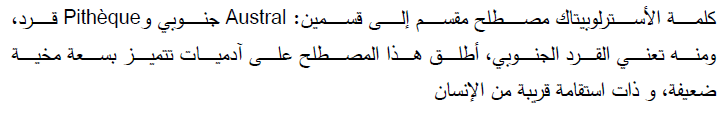 كلمة الأسترلوبيتاك مصطلح مقسم إلى قسمين: Austral جنوبي وPithèque قرد،
ومنه تعني القرد الجنوبي، أطلق هذا المصطلح على آدميات تتميز بسعة مخية
ضعيفة، و ذات استقامة قريبة من الإنسان